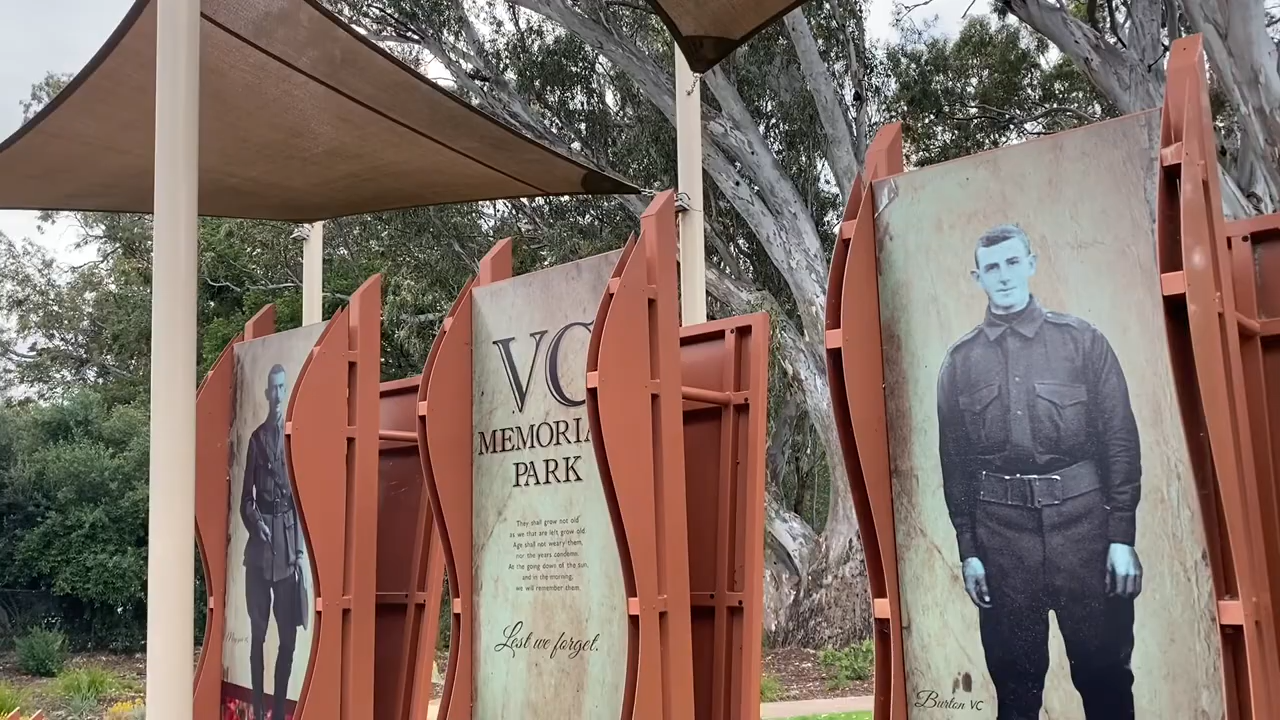 VC
MEMORIA
PARK
They shall grow not old
as we that are left grow old.
Age shall not weary them,
nor the years condemn.
At the going down of the sun,
and in the morning,
we will remember them.
Lest we forget.
Burton VC